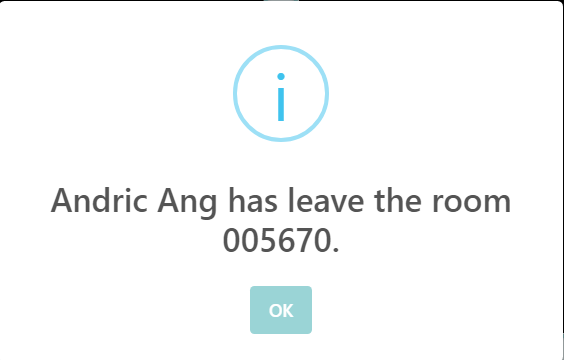 Andric Ang has leave the room
005670.
OK